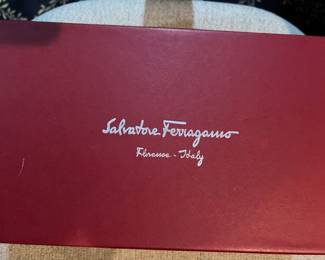 Salvatore Ferragamo
Florence - Italy